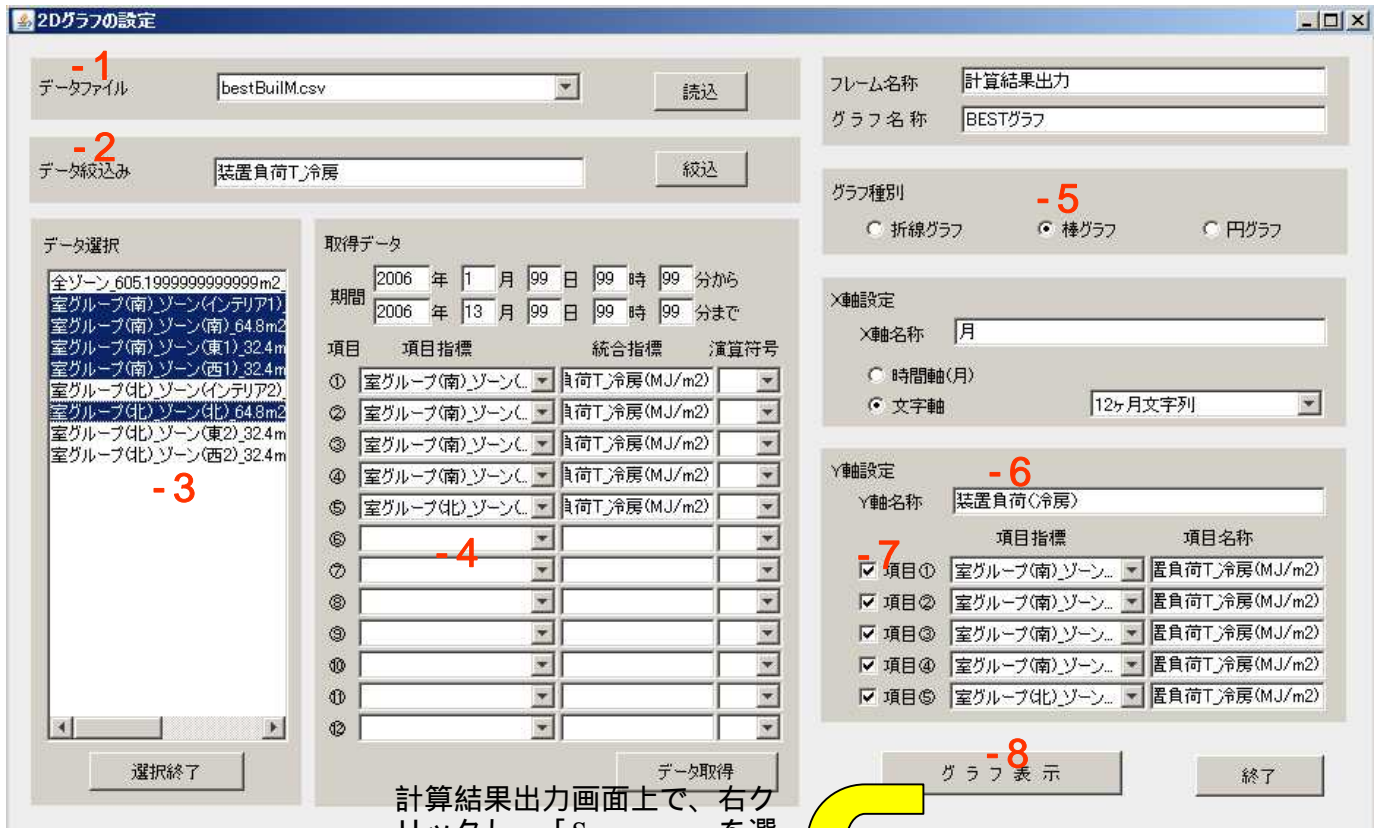 2Dグラフの設定
-1
データファイル bestBuilM.csv 読込
-2
データ絞込み 装置負荷T_冷房 絞込
データ選択
全ゾーン_605.1999999999999m2_
室グループ(南)_ゾーン(インテリア1)
室グループ(南)_ゾーン(南)_64.8m2
室グループ(南)_ゾーン(東1)_32.4m
室グループ(南)_ゾーン(西1)_32.4m
室グループ(北)_ゾーン(インテリア2)_
室グループ(北)_ゾーン(北)_64.8m2
室グループ(北)_ゾーン(東2)_32.4m
室グループ(北)_ゾーン(西2)_32.4m
-3
選択終了
取得データ
期間
2006 年 1 月 99 日 99 時 99 分から
2006 年 13 月 99 日 99 時 99 分まで
項目 項目指標 統合指標 演算符号
① 室グループ(南)_ゾーン(... 負荷T_冷房(MJ/m2)
② 室グループ(南)_ゾーン(... 負荷T_冷房(MJ/m2)
③ 室グループ(南)_ゾーン(... 負荷T_冷房(MJ/m2)
④ 室グループ(南)_ゾーン(... 負荷T_冷房(MJ/m2)
⑤ 室グループ(北)_ゾーン(... 負荷T_冷房(MJ/m2)
⑥
-4
⑦
⑧
⑨
⑩
⑪
⑫
データ取得
計算結果出力画面上で、右ク
フレーム名称 計算結果出力
グラフ名称 BESTグラフ
グラフ種別
-5
折線グラフ 棒グラフ 円グラフ
X軸設定
X軸名称 月
時間軸(月)
文字軸 12ヶ月文字列
Y軸設定
-6
Y軸名称 装置負荷(冷房)
項目指標 項目名称
-7
項目① 室グループ(南)_ゾーン... 置負荷T_冷房(MJ/m2)
項目② 室グループ(南)_ゾーン... 置負荷T_冷房(MJ/m2)
項目③ 室グループ(南)_ゾーン... 置負荷T_冷房(MJ/m2)
項目④ 室グループ(南)_ゾーン... 置負荷T_冷房(MJ/m2)
項目⑤ 室グループ(北)_ゾーン... 置負荷T_冷房(MJ/m2)
-8
グラフ表示 終了